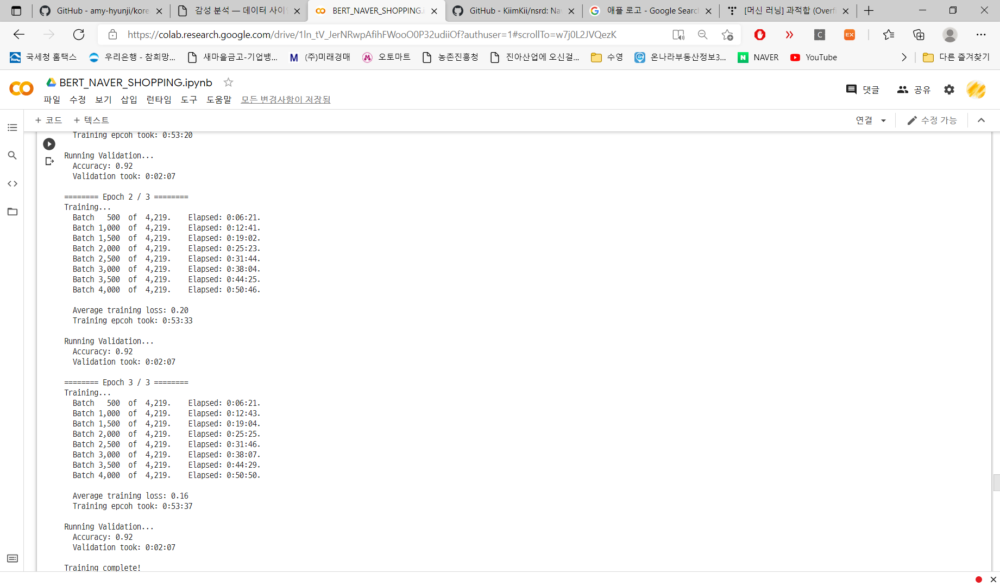 GitHub - amy-hyunji/kore
감성 분석 — 데이터 사이
BERT_NAVER_SHOPPING.i
GitHub - KiimKii/nsrd: Na
애플 로고 - Google Search
[머신 러닝] 과적합 (Overfi
https://colab.research.google.com/drive/1In_tV_JerNRwpAfihFWooO0P32udiiOf?authuser=1#scrollTo=w7j0L2JVQezK
국세청 홈택스 우리은행 - 참희망... 새마을금고-기업뱅... M (주)미래경매 오토마트 농촌진흥청 진아산업에 오신걸... 수영 온나라부동산정보3... N NAVER YouTube 다른 즐겨찾기
BERT_NAVER_SHOPPING.ipynb
댓글 공유
파일 수정 보기 삽입 런타임 도구 도움말 모든 변경사항이 저장됨
+ 코드 + 텍스트 연결 수정 가능
Training epcoh took: 0:53:20
Running Validation...
Accuracy: 0.92
Validation took: 0:02:07
======== Epoch 2 / 3 ========
Training...
Batch 500 of 4,219. Elapsed: 0:06:21.
Batch 1,000 of 4,219. Elapsed: 0:12:41.
Batch 1,500 of 4,219. Elapsed: 0:19:02.
Batch 2,000 of 4,219. Elapsed: 0:25:23.
Batch 2,500 of 4,219. Elapsed: 0:31:44.
Batch 3,000 of 4,219. Elapsed: 0:38:04.
Batch 3,500 of 4,219. Elapsed: 0:44:25.
Batch 4,000 of 4,219. Elapsed: 0:50:46.
Average training loss: 0.20
Training epcoh took: 0:53:33
Running Validation...
Accuracy: 0.92
Validation took: 0:02:07
======== Epoch 3 / 3 ========
Training...
Batch 500 of 4,219. Elapsed: 0:06:21.
Batch 1,000 of 4,219. Elapsed: 0:12:43.
Batch 1,500 of 4,219. Elapsed: 0:19:04.
Batch 2,000 of 4,219. Elapsed: 0:25:25.
Batch 2,500 of 4,219. Elapsed: 0:31:46.
Batch 3,000 of 4,219. Elapsed: 0:38:07.
Batch 3,500 of 4,219. Elapsed: 0:44:29.
Batch 4,000 of 4,219. Elapsed: 0:50:50.
Average training loss: 0.16
Training epcoh took: 0:53:37
Running Validation...
Accuracy: 0.92
Validation took: 0:02:07
Training complete!